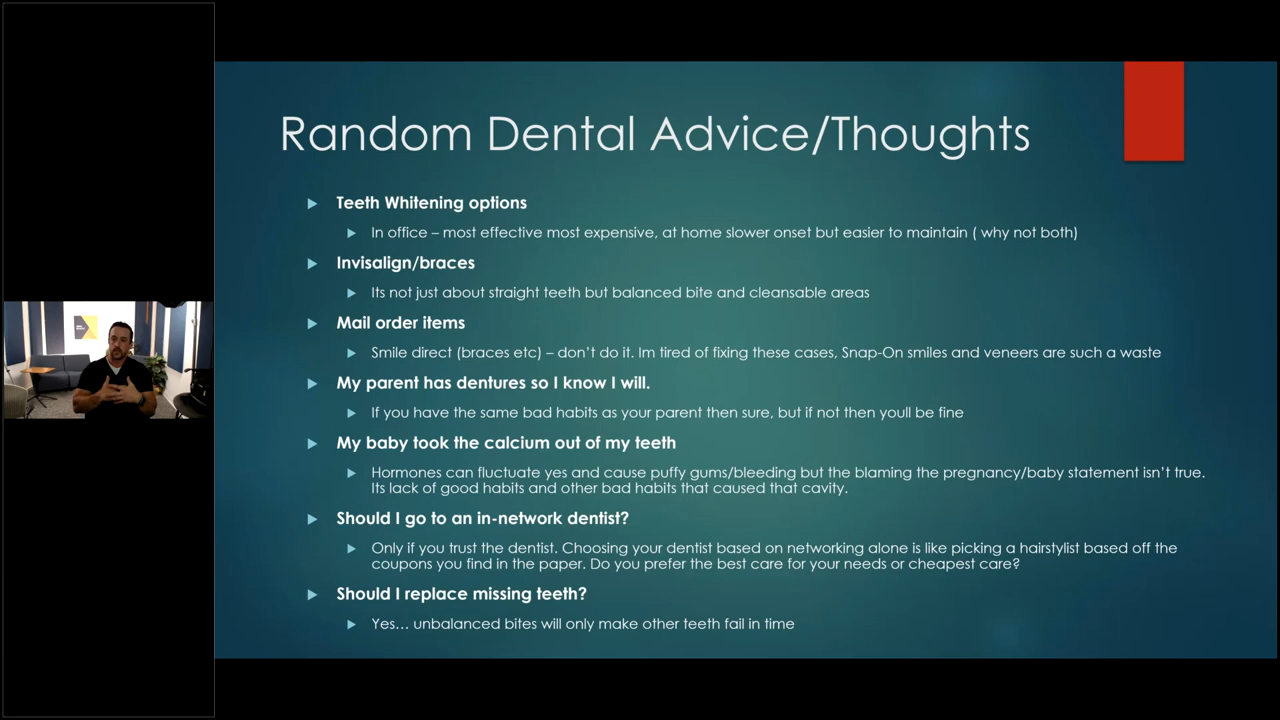 Random Dental Advice/Thoughts
Teeth Whitening options
In office – most effective most expensive, at home slower onset but easier to maintain ( why not both)
Invisalign/braces
Its not just about straight teeth but balanced bite and cleansable areas
Mail order items
Smile direct (braces etc) – don’t do it. Im tired of fixing these cases, Snap-On smiles and veneers are such a waste
My parent has dentures so I know I will.
If you have the same bad habits as your parent then sure, but if not then youll be fine
My baby took the calcium out of my teeth
Hormones can fluctuate yes and cause puffy gums/bleeding but the blaming the pregnancy/baby statement isn’t true.
Its lack of good habits and other bad habits that caused that cavity.
Should I go to an in-network dentist?
Only if you trust the dentist. Choosing your dentist based on networking alone is like picking a hairstylist based off the
coupons you find in the paper. Do you prefer the best care for your needs or cheapest care?
Should I replace missing teeth?
Yes… unbalanced bites will only make other teeth fail in time